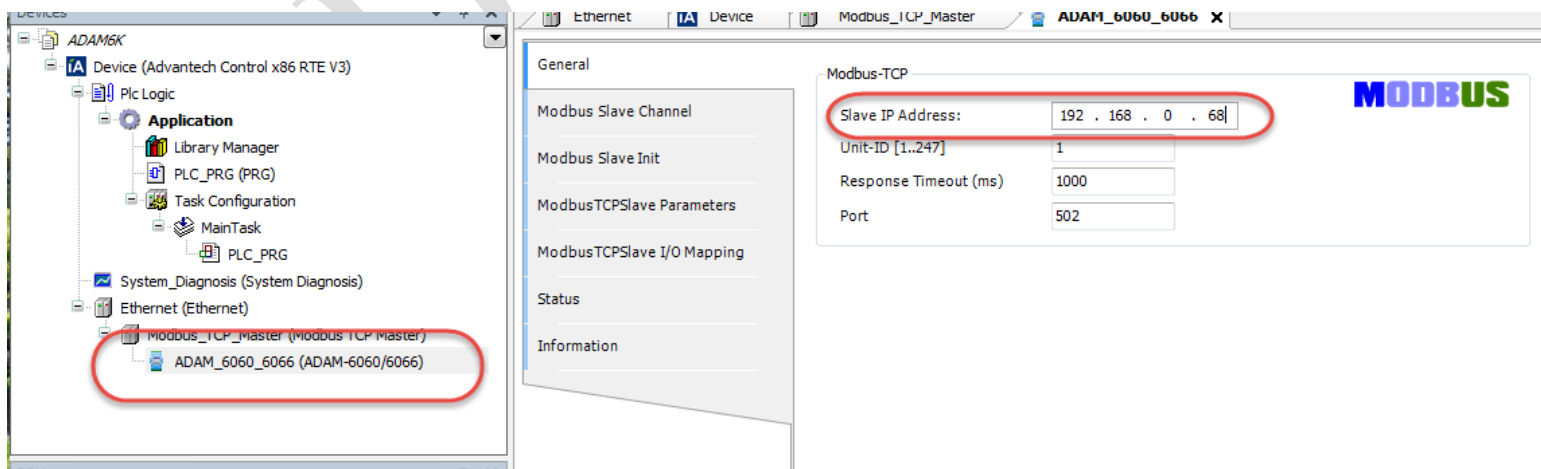 Devices
ADAM6K
Device (Advantech Control x86 RTE V3)
Plc Logic
Application
Library Manager
PLC_PRG (PRG)
Task Configuration
MainTask
PLC_PRG
System_Diagnosis (System Diagnosis)
Ethernet (Ethernet)
Modbus_TCP_Master (Modbus TCP Master)
ADAM_6060_6066 (ADAM-6060/6066)
Ethernet iA Device Modbus_TCP_Master ADAM_6060_6066 X
General
Modbus Slave Channel
Modbus Slave Init
ModbusTCPSlave Parameters
ModbusTCPSlave I/O Mapping
Status
Information
Modbus-TCP
MODBUS
Slave IP Address: 192 . 168 . 0 . 68
Unit-ID [1..247] 1
Response Timeout (ms) 1000
Port 502